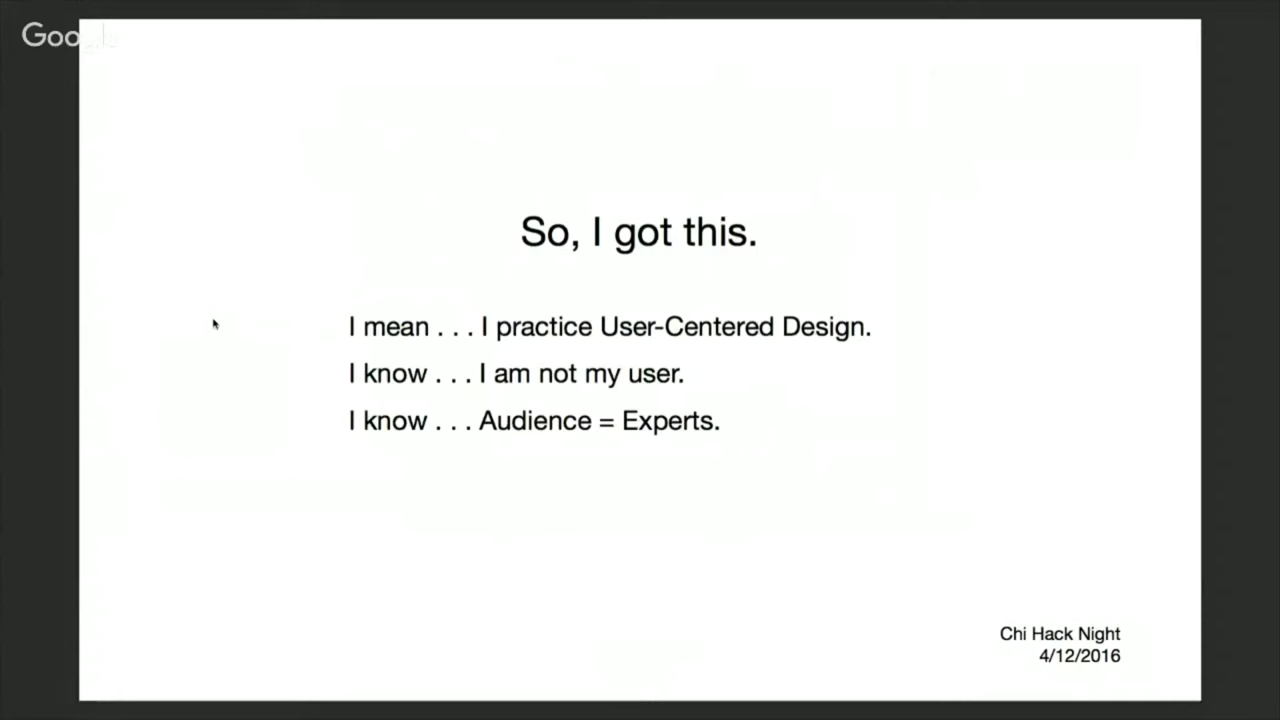 Google
So, I got this.
I mean . . . I practice User-Centered Design.
I know . . . I am not my user.
I know . . . Audience = Experts.
Chi Hack Night
4/12/2016